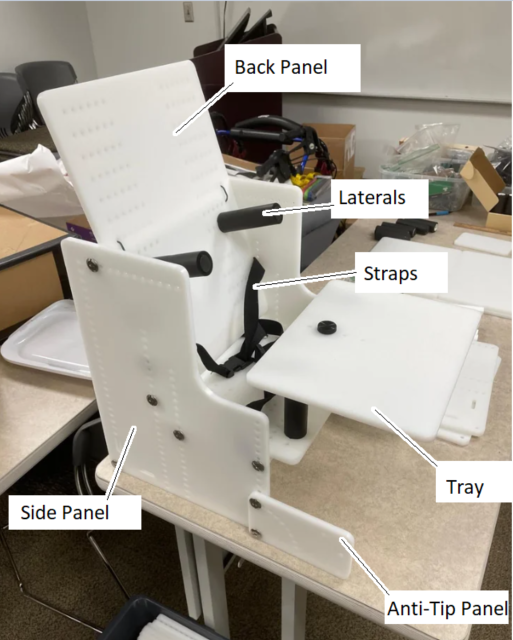 Back Panel
Laterals
Straps
Tray
Side Panel
Anti-Tip Panel